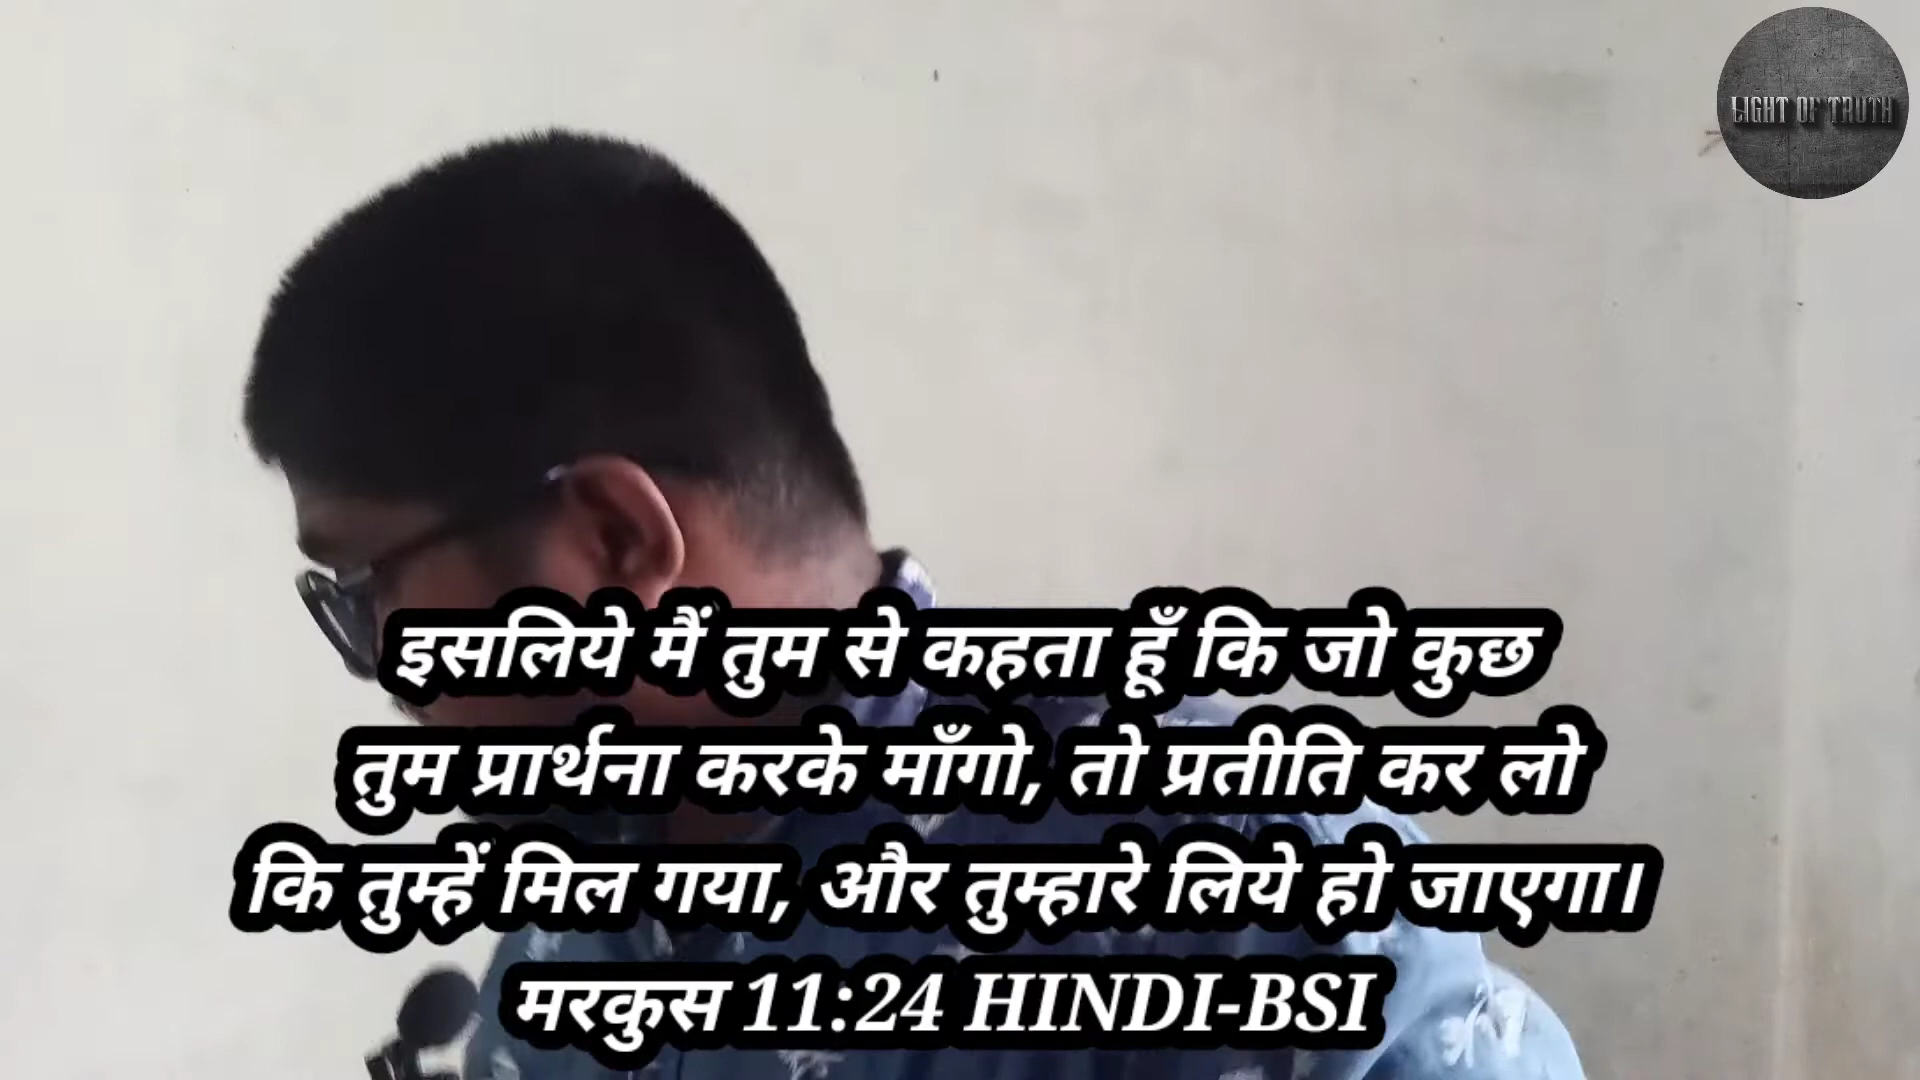 LIGHT OF TRUTH
इसलिये मैं तुम से कहता हूँ कि जो कुछ
तुम प्रार्थना करके माँगो, तो प्रतीति कर लो
कि तुम्हें मिल गया, और तुम्हारे लिये हो जाएगा।
मरकुस 11:24 HINDI-BSI